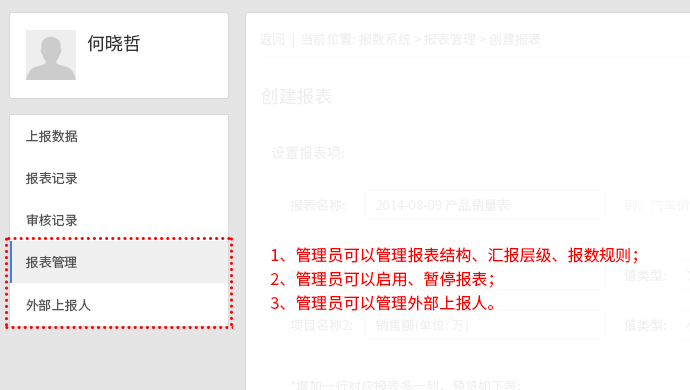 何晓哲
上报数据
报表记录
审核记录
报表管理
外部上报人
返回 | 当前位置: 报数系统 > 报表管理 > 创建报表
创建报表
设置报表项:
报表名称: 2014-08-09 产品销量表 例: 汽车销
1、管理员可以管理报表结构、汇报层级、报数规则；
值类型:
2、管理员可以启用、暂停报表；
3、管理员可以管理外部上报人。
项目名称2: 销售额(单位: 万) 值类型:
*增加一行对应报表多一列，预览如下表: